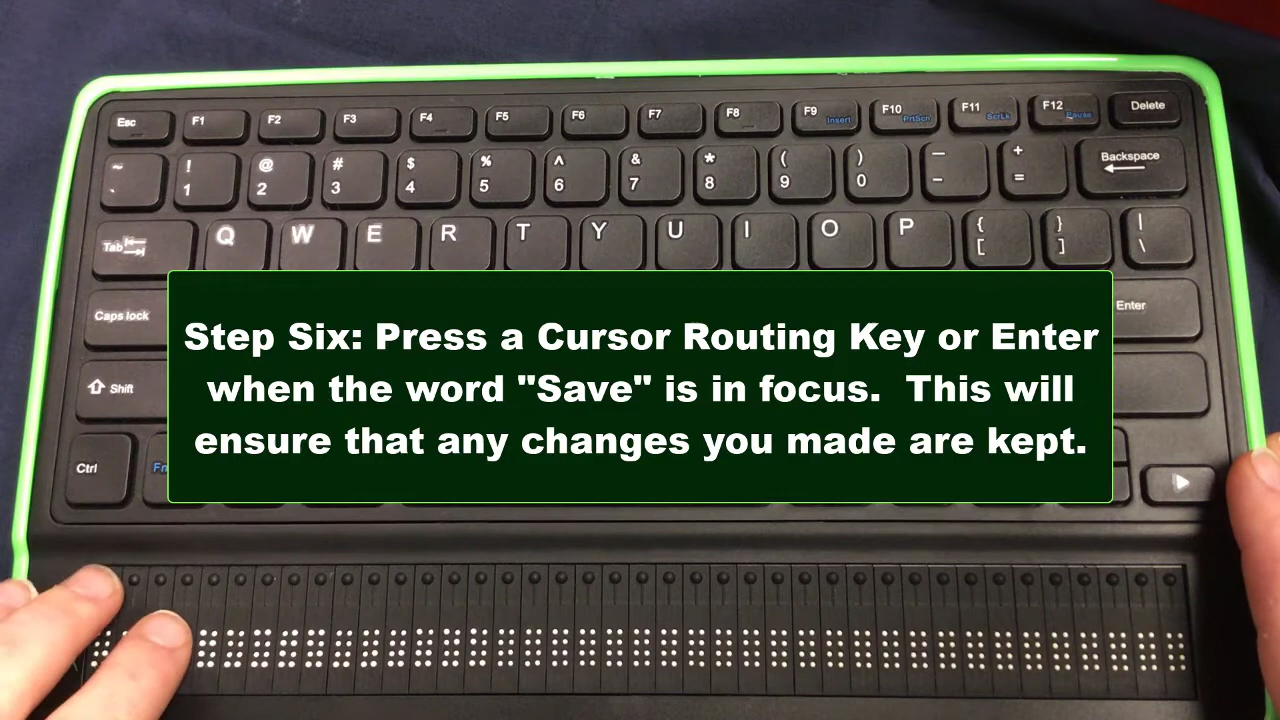 Esc F1 F2 F3 F4 F5 F6 F7 F8 F9 Insert F10 PrtScn F11 ScrLk F12 Pause Delete
~ ! @ # $ % ^ & * ( ) — + Backspace
` 1 2 3 4 5 6 7 8 9 0 – =
Tab Q W E R T Y U I O P { } |
[ ] \
Caps lock Enter
Shift
Ctrl Fn
Step Six: Press a Cursor Routing Key or Enter
when the word "Save" is in focus. This will
ensure that any changes you made are kept.